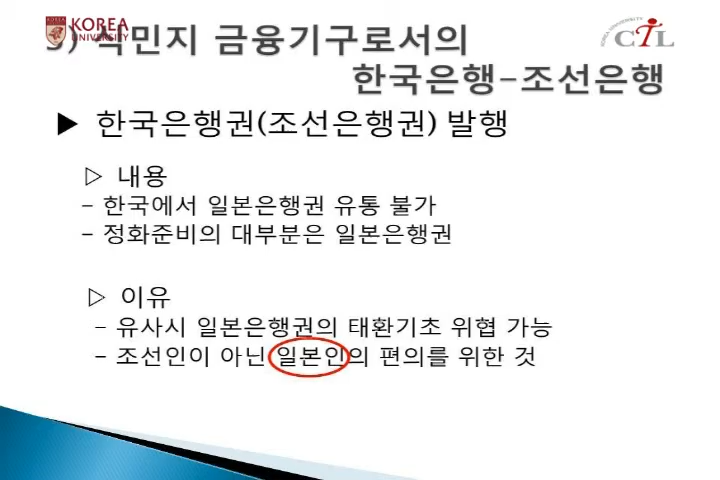 KOREA
UNIVERSITY
KOREA UNIVERSITY
CTL
3) 식민지 금융기구로서의
한국은행-조선은행
▶ 한국은행권(조선은행권) 발행
▷ 내용
- 한국에서 일본은행권 유통 불가
- 정화준비의 대부분은 일본은행권
▷ 이유
- 유사시 일본은행권의 태환기초 위협 가능
- 조선인이 아닌 일본인의 편의를 위한 것